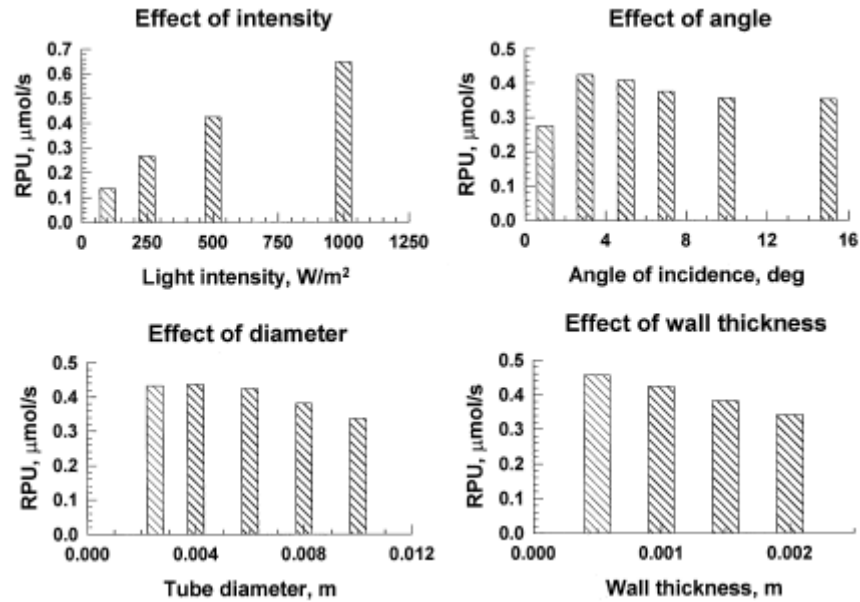 Effect of intensity
RPU, μmol/s
0.7
0.6
0.5
0.4
0.3
0.2
0.1
0.0
0 250 500 750 1000 1250
Light intensity, W/m²
Effect of angle
RPU, μmol/s
0.5
0.4
0.3
0.2
0.1
0.0
0 4 8 12 16
Angle of incidence, deg
Effect of diameter
RPU, μmol/s
0.5
0.4
0.3
0.2
0.1
0.0
0.000 0.004 0.008 0.012
Tube diameter, m
Effect of wall thickness
RPU, μmol/s
0.5
0.4
0.3
0.2
0.1
0.0
0.000 0.001 0.002
Wall thickness, m